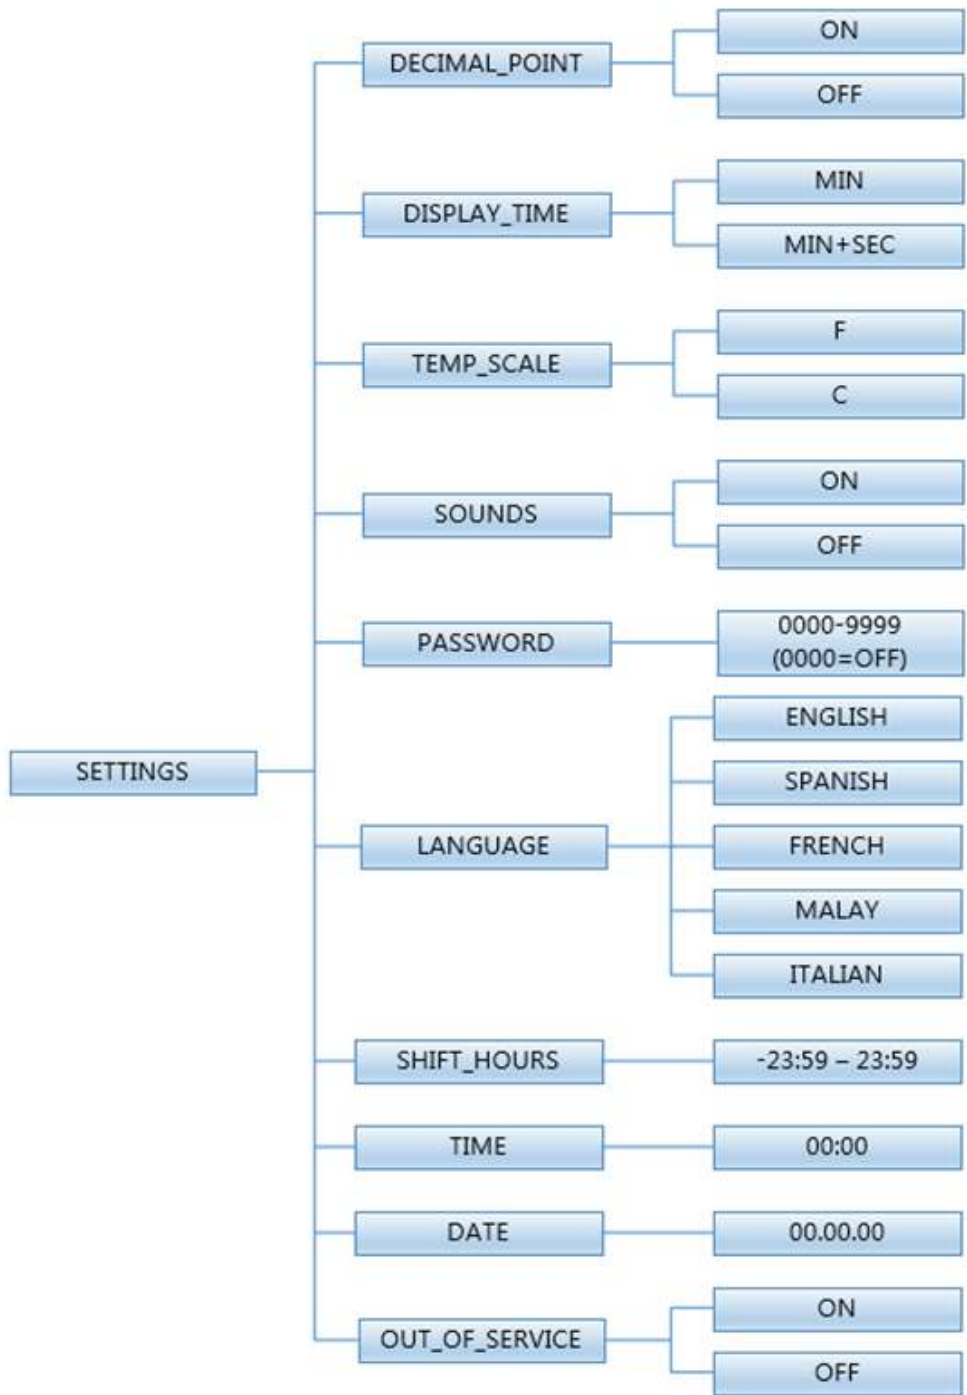 SETTINGS
DECIMAL_POINT
ON
OFF
DISPLAY_TIME
MIN
MIN+SEC
TEMP_SCALE
F
C
SOUNDS
ON
OFF
PASSWORD
0000-9999
(0000=OFF)
LANGUAGE
ENGLISH
SPANISH
FRENCH
MALAY
ITALIAN
SHIFT_HOURS
-23:59 – 23:59
TIME
00:00
DATE
00.00.00
OUT_OF_SERVICE
ON
OFF